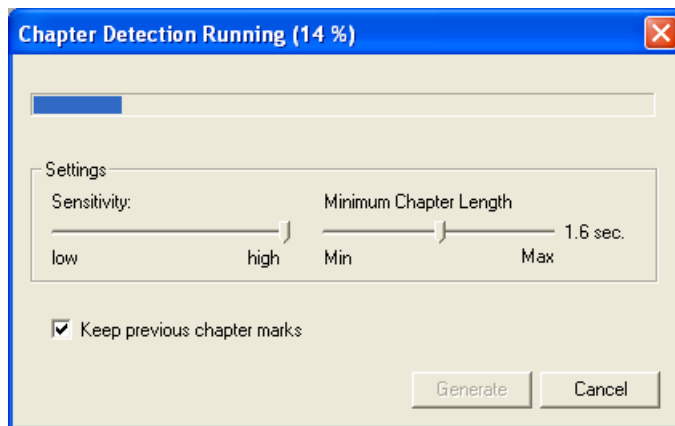 Chapter Detection Running (14 %)
Settings
Sensitivity: Minimum Chapter Length
1.6 sec.
low high Min Max
Keep previous chapter marks
Generate Cancel